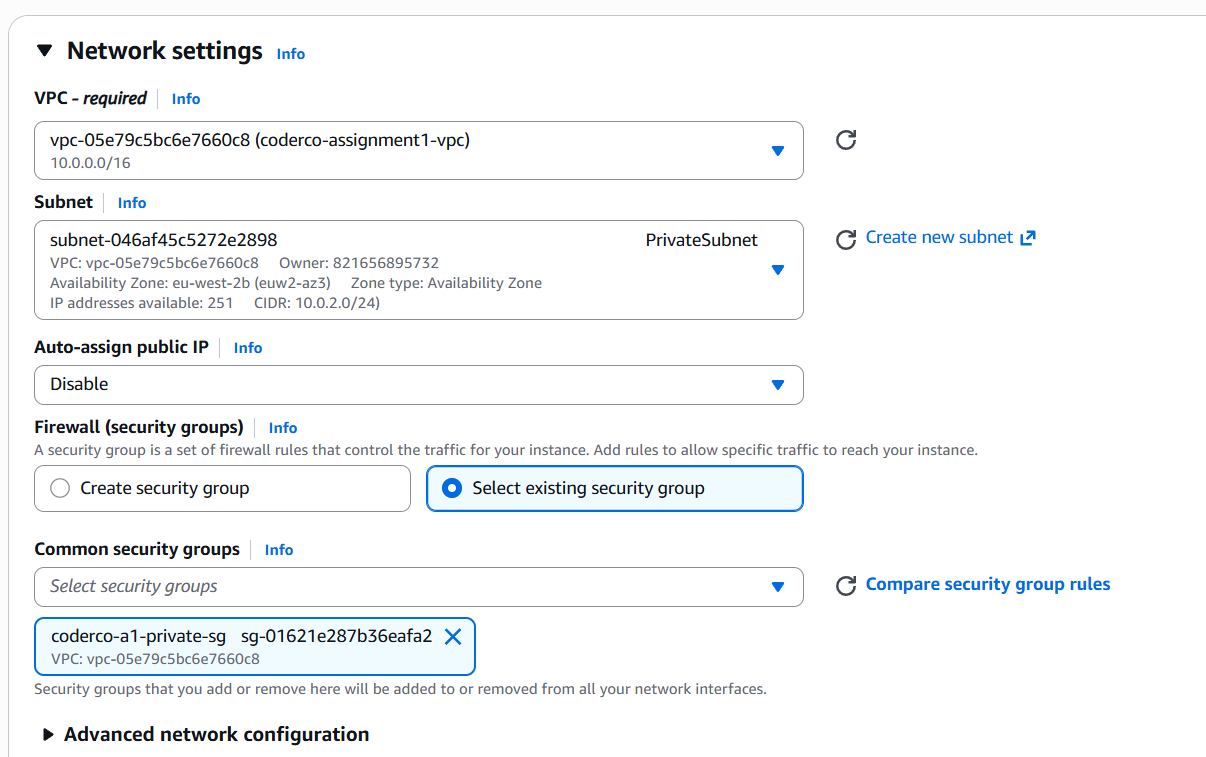 Network settings Info
VPC - required Info
vpc-05e79c5bc6e7660c8 (coderco-assignment1-vpc)
10.0.0.0/16
Subnet Info
subnet-046af45c5272e2898 PrivateSubnet
VPC: vpc-05e79c5bc6e7660c8 Owner: 821656895732
Availability Zone: eu-west-2b (euw2-az3) Zone type: Availability Zone
IP addresses available: 251 CIDR: 10.0.2.0/24)
Create new subnet
Auto-assign public IP Info
Disable
Firewall (security groups) Info
A security group is a set of firewall rules that control the traffic for your instance. Add rules to allow specific traffic to reach your instance.
Create security group Select existing security group
Common security groups Info
Select security groups
Compare security group rules
coderco-a1-private-sg sg-01621e287b36eafa2
VPC: vpc-05e79c5bc6e7660c8
Security groups that you add or remove here will be added to or removed from all your network interfaces.
Advanced network configuration